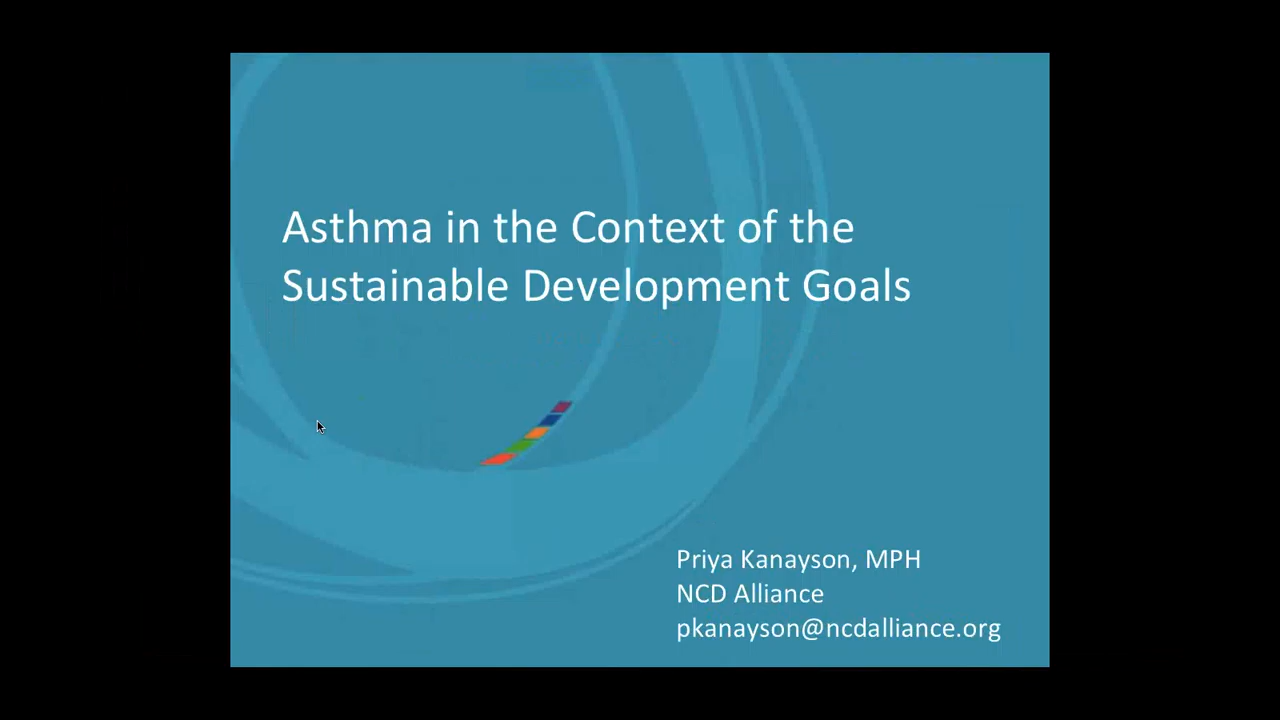 Asthma in the Context of the
Sustainable Development Goals
Priya Kanayson, MPH
NCD Alliance
pkanayson@ncdalliance.org